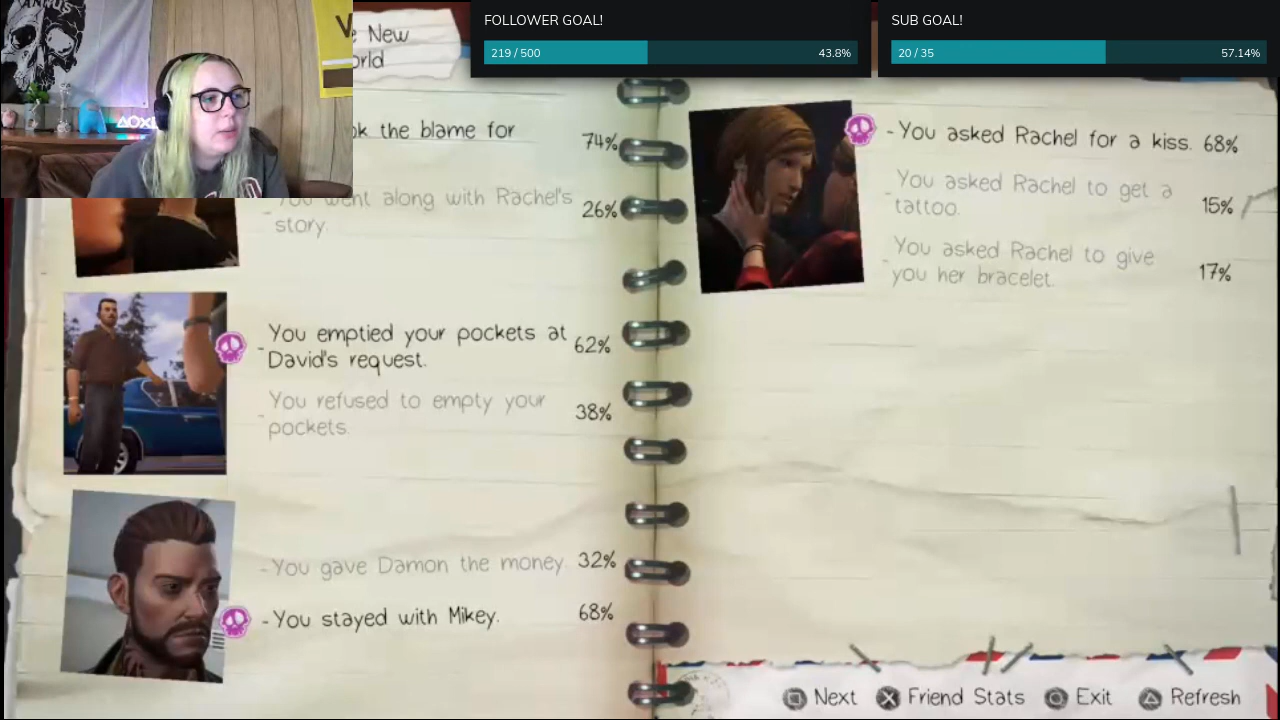 ANNUS
FOLLOWER GOAL!
219 / 500
43.8%
SUB GOAL!
20 / 35
57.14%
New
the blame for
74%
You went along with Rachel's
story.
26%
You emptied your pockets at
David's request.
62%
You refused to empty your
pockets.
38%
-You gave Damon the money.
32%
-You stayed with Mikey.
68%
-You asked Rachel for a kiss.
68%
You asked Rachel to get a
tattoo.
15%
You asked Rachel to give
you her bracelet.
17%
Next
Friend Stats
Exit
Refresh